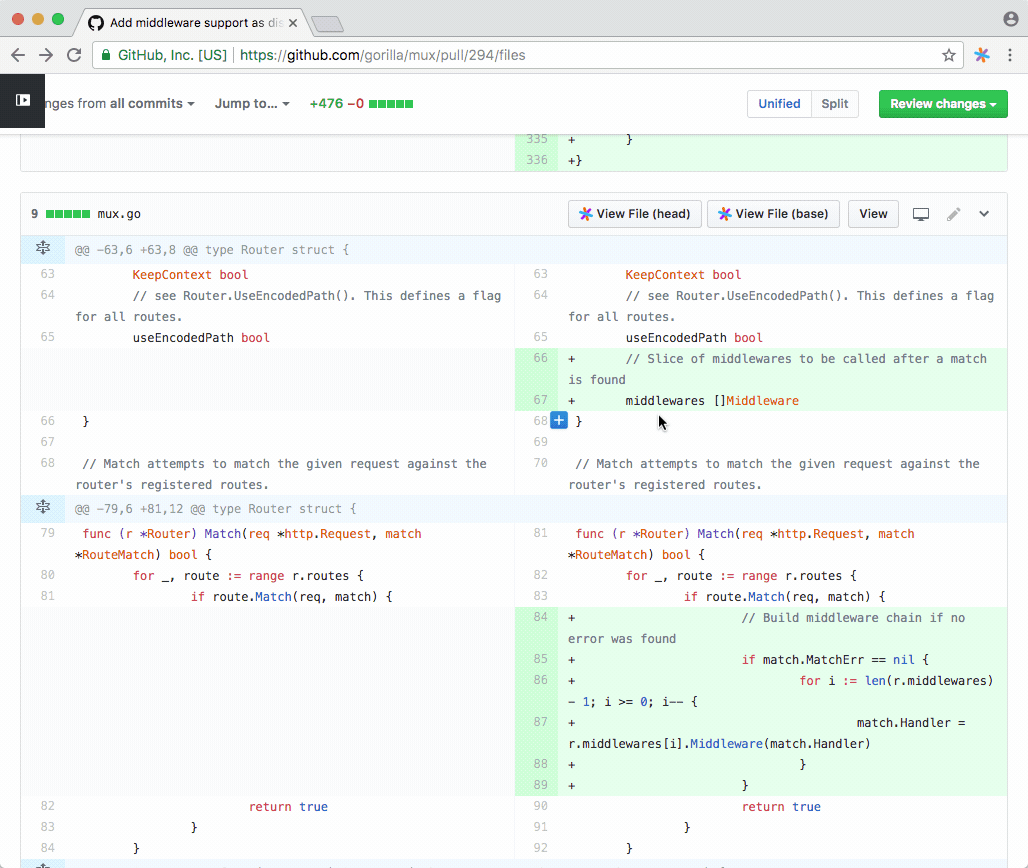 Add middleware support as dis
GitHub, Inc. [US] https://github.com/gorilla/mux/pull/294/files
nges from all commits Jump to... +476 −0 Unified Split Review changes
335 + }
336 +}
9 mux.go View File (head) View File (base) View
@@ -63,6 +63,8 @@ type Router struct {
63 KeepContext bool 63 KeepContext bool
64 // see Router.UseEncodedPath(). This defines a flag 64 // see Router.UseEncodedPath(). This defines a flag
for all routes. for all routes.
65 useEncodedPath bool 65 useEncodedPath bool
66 + // Slice of middlewares to be called after a match
is found
67 + middlewares []Middleware
66 } 68 + }
67 69
68 // Match attempts to match the given request against the 70 // Match attempts to match the given request against the
router's registered routes. router's registered routes.
@@ -79,6 +81,12 @@ type Router struct {
79 func (r *Router) Match(req *http.Request, match 81 func (r *Router) Match(req *http.Request, match
*RouteMatch) bool { *RouteMatch) bool {
80 for _, route := range r.routes { 82 for _, route := range r.routes {
81 if route.Match(req, match) { 83 if route.Match(req, match) {
84 + // Build middleware chain if no
error was found
85 + if match.MatchErr == nil {
86 + for i := len(r.middlewares)
- 1; i >= 0; i-- {
87 + match.Handler =
r.middlewares[i].Middleware(match.Handler)
88 + }
89 + }
82 return true 90 return true
83 } 91 }
84 } 92 }